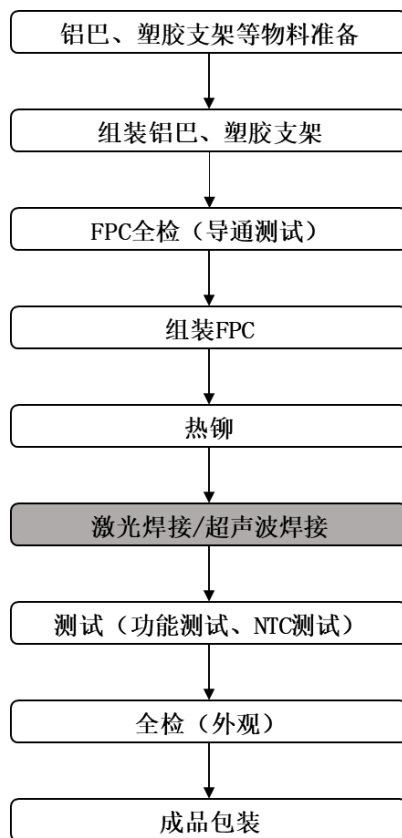 铝巴、塑胶支架等物料准备
组装铝巴、塑胶支架
FPC全检（导通测试）
组装FPC
热铆
激光焊接/超声波焊接
测试（功能测试、NTC测试）
全检（外观）
成品包装